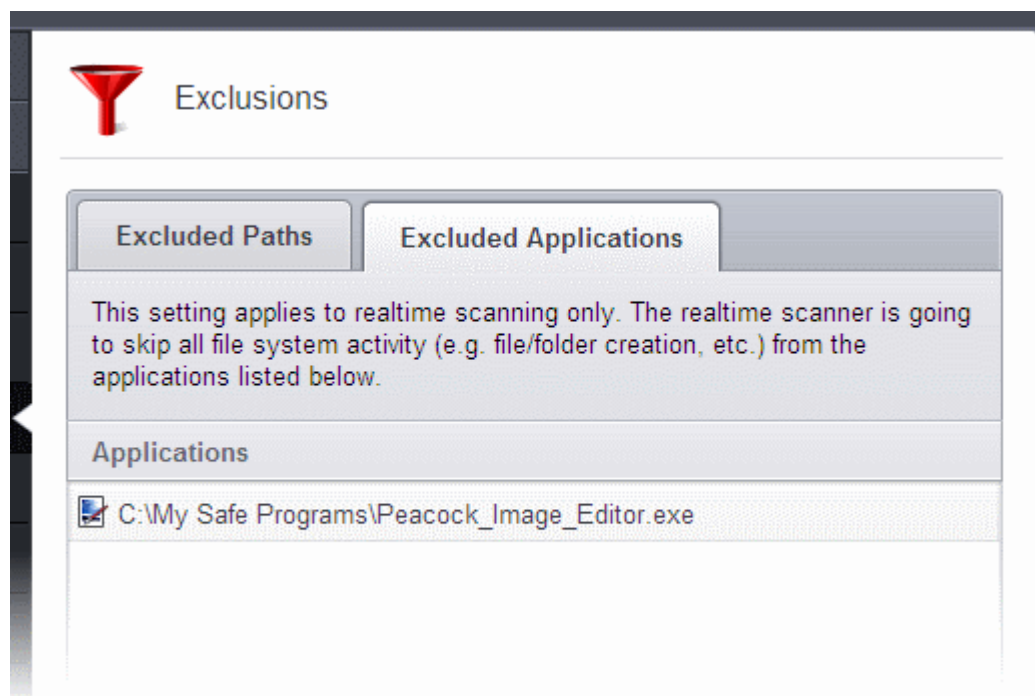 Exclusions
Excluded Paths
Excluded Applications
This setting applies to realtime scanning only. The realtime scanner is going
to skip all file system activity (e.g. file/folder creation, etc.) from the
applications listed below.
Applications
C:\My Safe Programs\Peacock_Image_Editor.exe